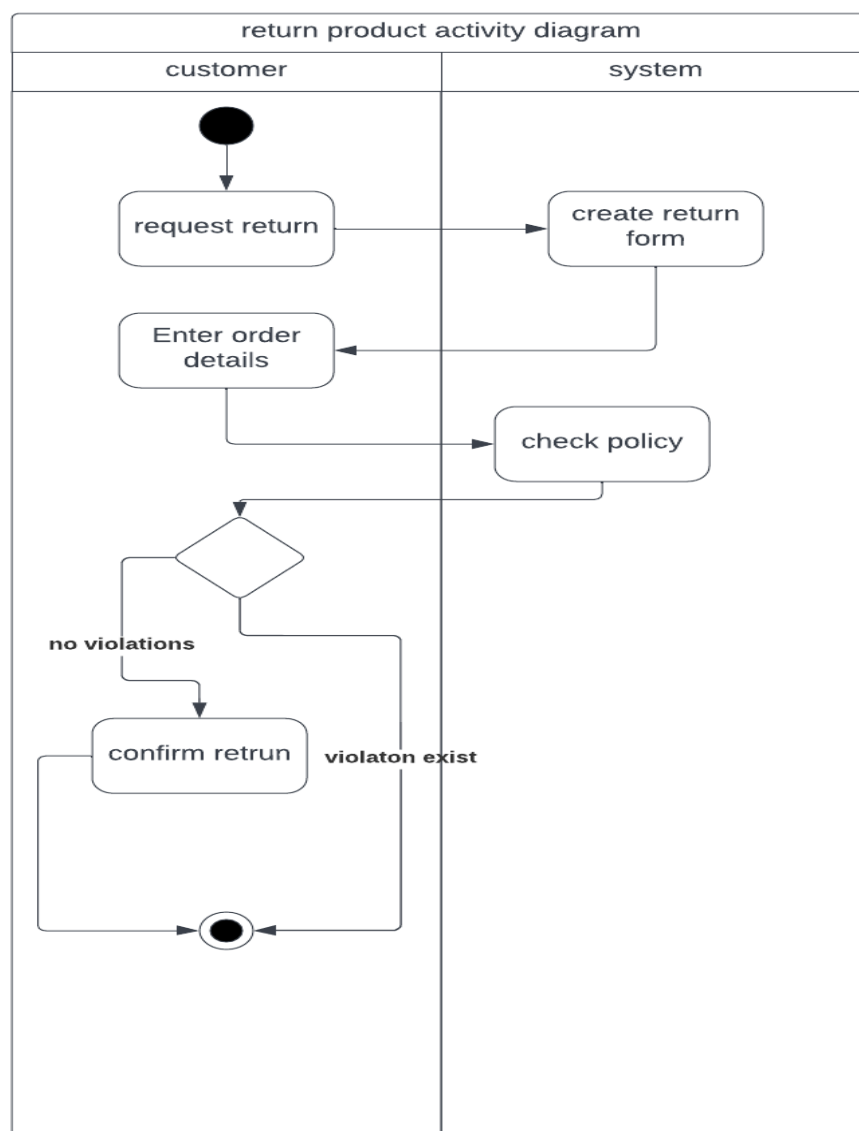 return product activity diagram
customer
system
request return
create return
form
Enter order
details
check policy
no violations
confirm retrun
violaton exist